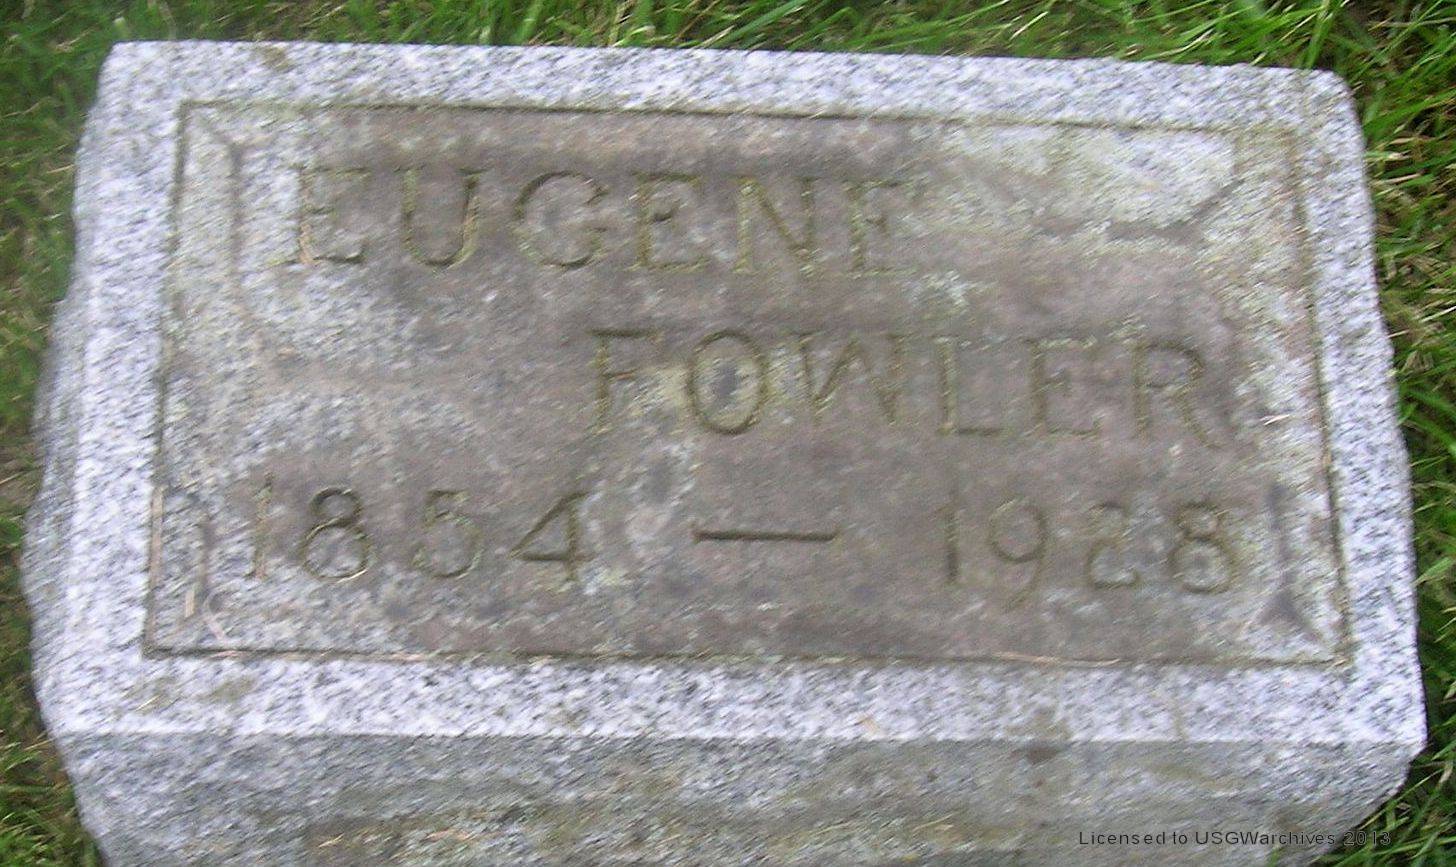 EUGENE
FOWLER
1854 — 1928
Licensed to USGWarchives 2013